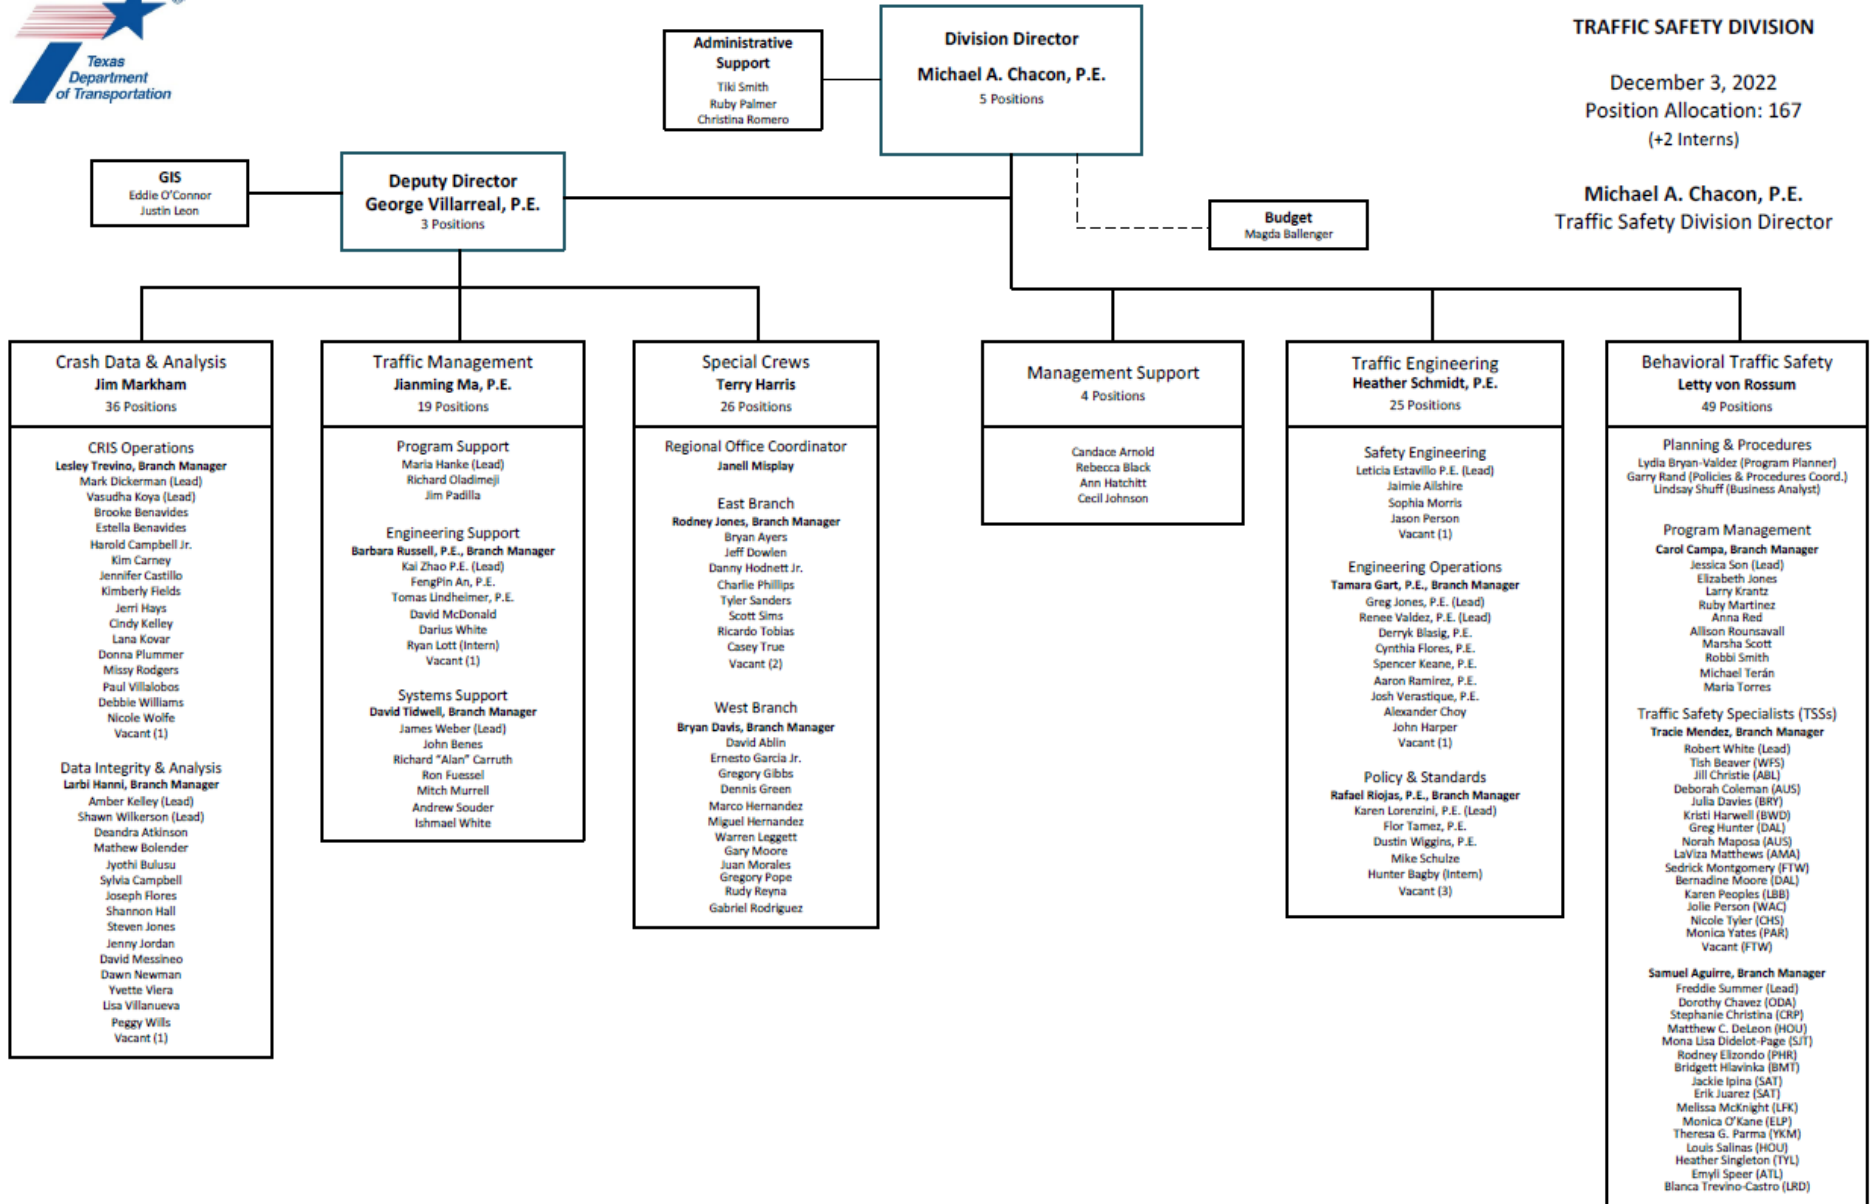 Texas
Department
of Transportation
®
Administrative
Support
Tiki Smith
Ruby Palmer
Christina Romero
Division Director
Michael A. Chacon, P.E.
5 Positions
TRAFFIC SAFETY DIVISION
December 3, 2022
Position Allocation: 167
(+2 Interns)
Michael A. Chacon, P.E.
Traffic Safety Division Director
GIS
Eddie O'Connor
Justin Leon
Deputy Director
George Villarreal, P.E.
3 Positions
Budget
Magda Ballenger
Crash Data & Analysis
Jim Markham
36 Positions
CRIS Operations
Lesley Trevino, Branch Manager
Mark Dickerman (Lead)
Vasudha Koya (Lead)
Brooke Benavides
Estella Benavides
Harold Campbell Jr.
Kim Carney
Jennifer Castillo
Kimberly Fields
Jerri Hays
Cindy Kelley
Lana Kovar
Donna Plummer
Missy Rodgers
Paul Villalobos
Debbie Williams
Nicole Wolfe
Vacant (1)
Data Integrity & Analysis
Larbi Hanni, Branch Manager
Amber Kelley (Lead)
Shawn Wilkerson (Lead)
Deandra Atkinson
Mathew Bolender
Jyothi Bulusu
Sylvia Campbell
Joseph Flores
Shannon Hall
Steven Jones
Jenny Jordan
David Messineo
Dawn Newman
Yvette Viera
Lisa Villanueva
Peggy Wills
Vacant (1)
Traffic Management
Jianming Ma, P.E.
19 Positions
Program Support
Maria Hanke (Lead)
Richard Oladimeji
Jim Padilla
Engineering Support
Barbara Russell, P.E., Branch Manager
Kai Zhao P.E. (Lead)
FengPin An, P.E.
Tomas Lindheimer, P.E.
David McDonald
Darius White
Ryan Lott (Intern)
Vacant (1)
Systems Support
David Tidwell, Branch Manager
James Weber (Lead)
John Benes
Richard "Alan" Carruth
Ron Fuessel
Mitch Murrell
Andrew Souder
Ishmael White
Special Crews
Terry Harris
26 Positions
Regional Office Coordinator
Janell Misplay
East Branch
Rodney Jones, Branch Manager
Bryan Ayers
Jeff Dowlen
Danny Hodnett Jr.
Charlie Phillips
Tyler Sanders
Scott Sims
Ricardo Tobias
Casey True
Vacant (2)
West Branch
Bryan Davis, Branch Manager
David Ablin
Ernesto Garcia Jr.
Gregory Gibbs
Dennis Green
Marco Hernandez
Miguel Hernandez
Warren Leggett
Gary Moore
Juan Morales
Gregory Pope
Rudy Reyna
Gabriel Rodriguez
Management Support
4 Positions
Candace Arnold
Rebecca Black
Ann Hatchitt
Cecil Johnson
Traffic Engineering
Heather Schmidt, P.E.
25 Positions
Safety Engineering
Leticia Estavillo P.E. (Lead)
Jaimie Ailshire
Sophia Morris
Jason Person
Vacant (1)
Engineering Operations
Tamara Gart, P.E., Branch Manager
Greg Jones, P.E. (Lead)
Renee Valdez, P.E. (Lead)
Derryk Blasig, P.E.
Cynthia Flores, P.E.
Spencer Keane, P.E.
Aaron Ramirez, P.E.
Josh Verastique, P.E.
Alexander Choy
John Harper
Vacant (1)
Policy & Standards
Rafael Riojas, P.E., Branch Manager
Karen Lorenzini, P.E. (Lead)
Flor Tamez, P.E.
Dustin Wiggins, P.E.
Mike Schulze
Hunter Bagby (Intern)
Vacant (3)
Behavioral Traffic Safety
Letty von Rossum
49 Positions
Planning & Procedures
Lydia Bryan-Valdez (Program Planner)
Garry Rand (Policies & Procedures Coord.)
Lindsay Shuff (Business Analyst)
Program Management
Carol Campa, Branch Manager
Jessica Son (Lead)
Elizabeth Jones
Larry Krantz
Ruby Martinez
Anna Red
Allison Rounsavall
Marsha Scott
Robbi Smith
Michael Terán
Maria Torres
Traffic Safety Specialists (TSSs)
Tracie Mendez, Branch Manager
Robert White (Lead)
Tish Beaver (WFS)
Jill Christie (ABL)
Deborah Coleman (AUS)
Julia Davies (BRY)
Kristi Harwell (BWD)
Greg Hunter (DAL)
Norah Maposa (AUS)
LaViza Matthews (AMA)
Sedrick Montgomery (FTW)
Bernadine Moore (DAL)
Karen Peoples (LBB)
Jolie Person (WAC)
Nicole Tyler (CHS)
Monica Yates (PAR)
Vacant (FTW)
Samuel Aguirre, Branch Manager
Freddie Summer (Lead)
Dorothy Chavez (ODA)
Stephanie Christina (CRP)
Matthew C. DeLeon (HOU)
Mona Lisa Didelot-Page (SJT)
Rodney Elizondo (PHR)
Bridgett Hlavinka (BMT)
Jackie Ipina (SAT)
Erik Juarez (SAT)
Melissa McKnight (LFK)
Monica O'Kane (ELP)
Theresa G. Parma (YKM)
Louis Salinas (HOU)
Heather Singleton (TYL)
Emyli Speer (ATL)
Blanca Trevino-Castro (LRD)